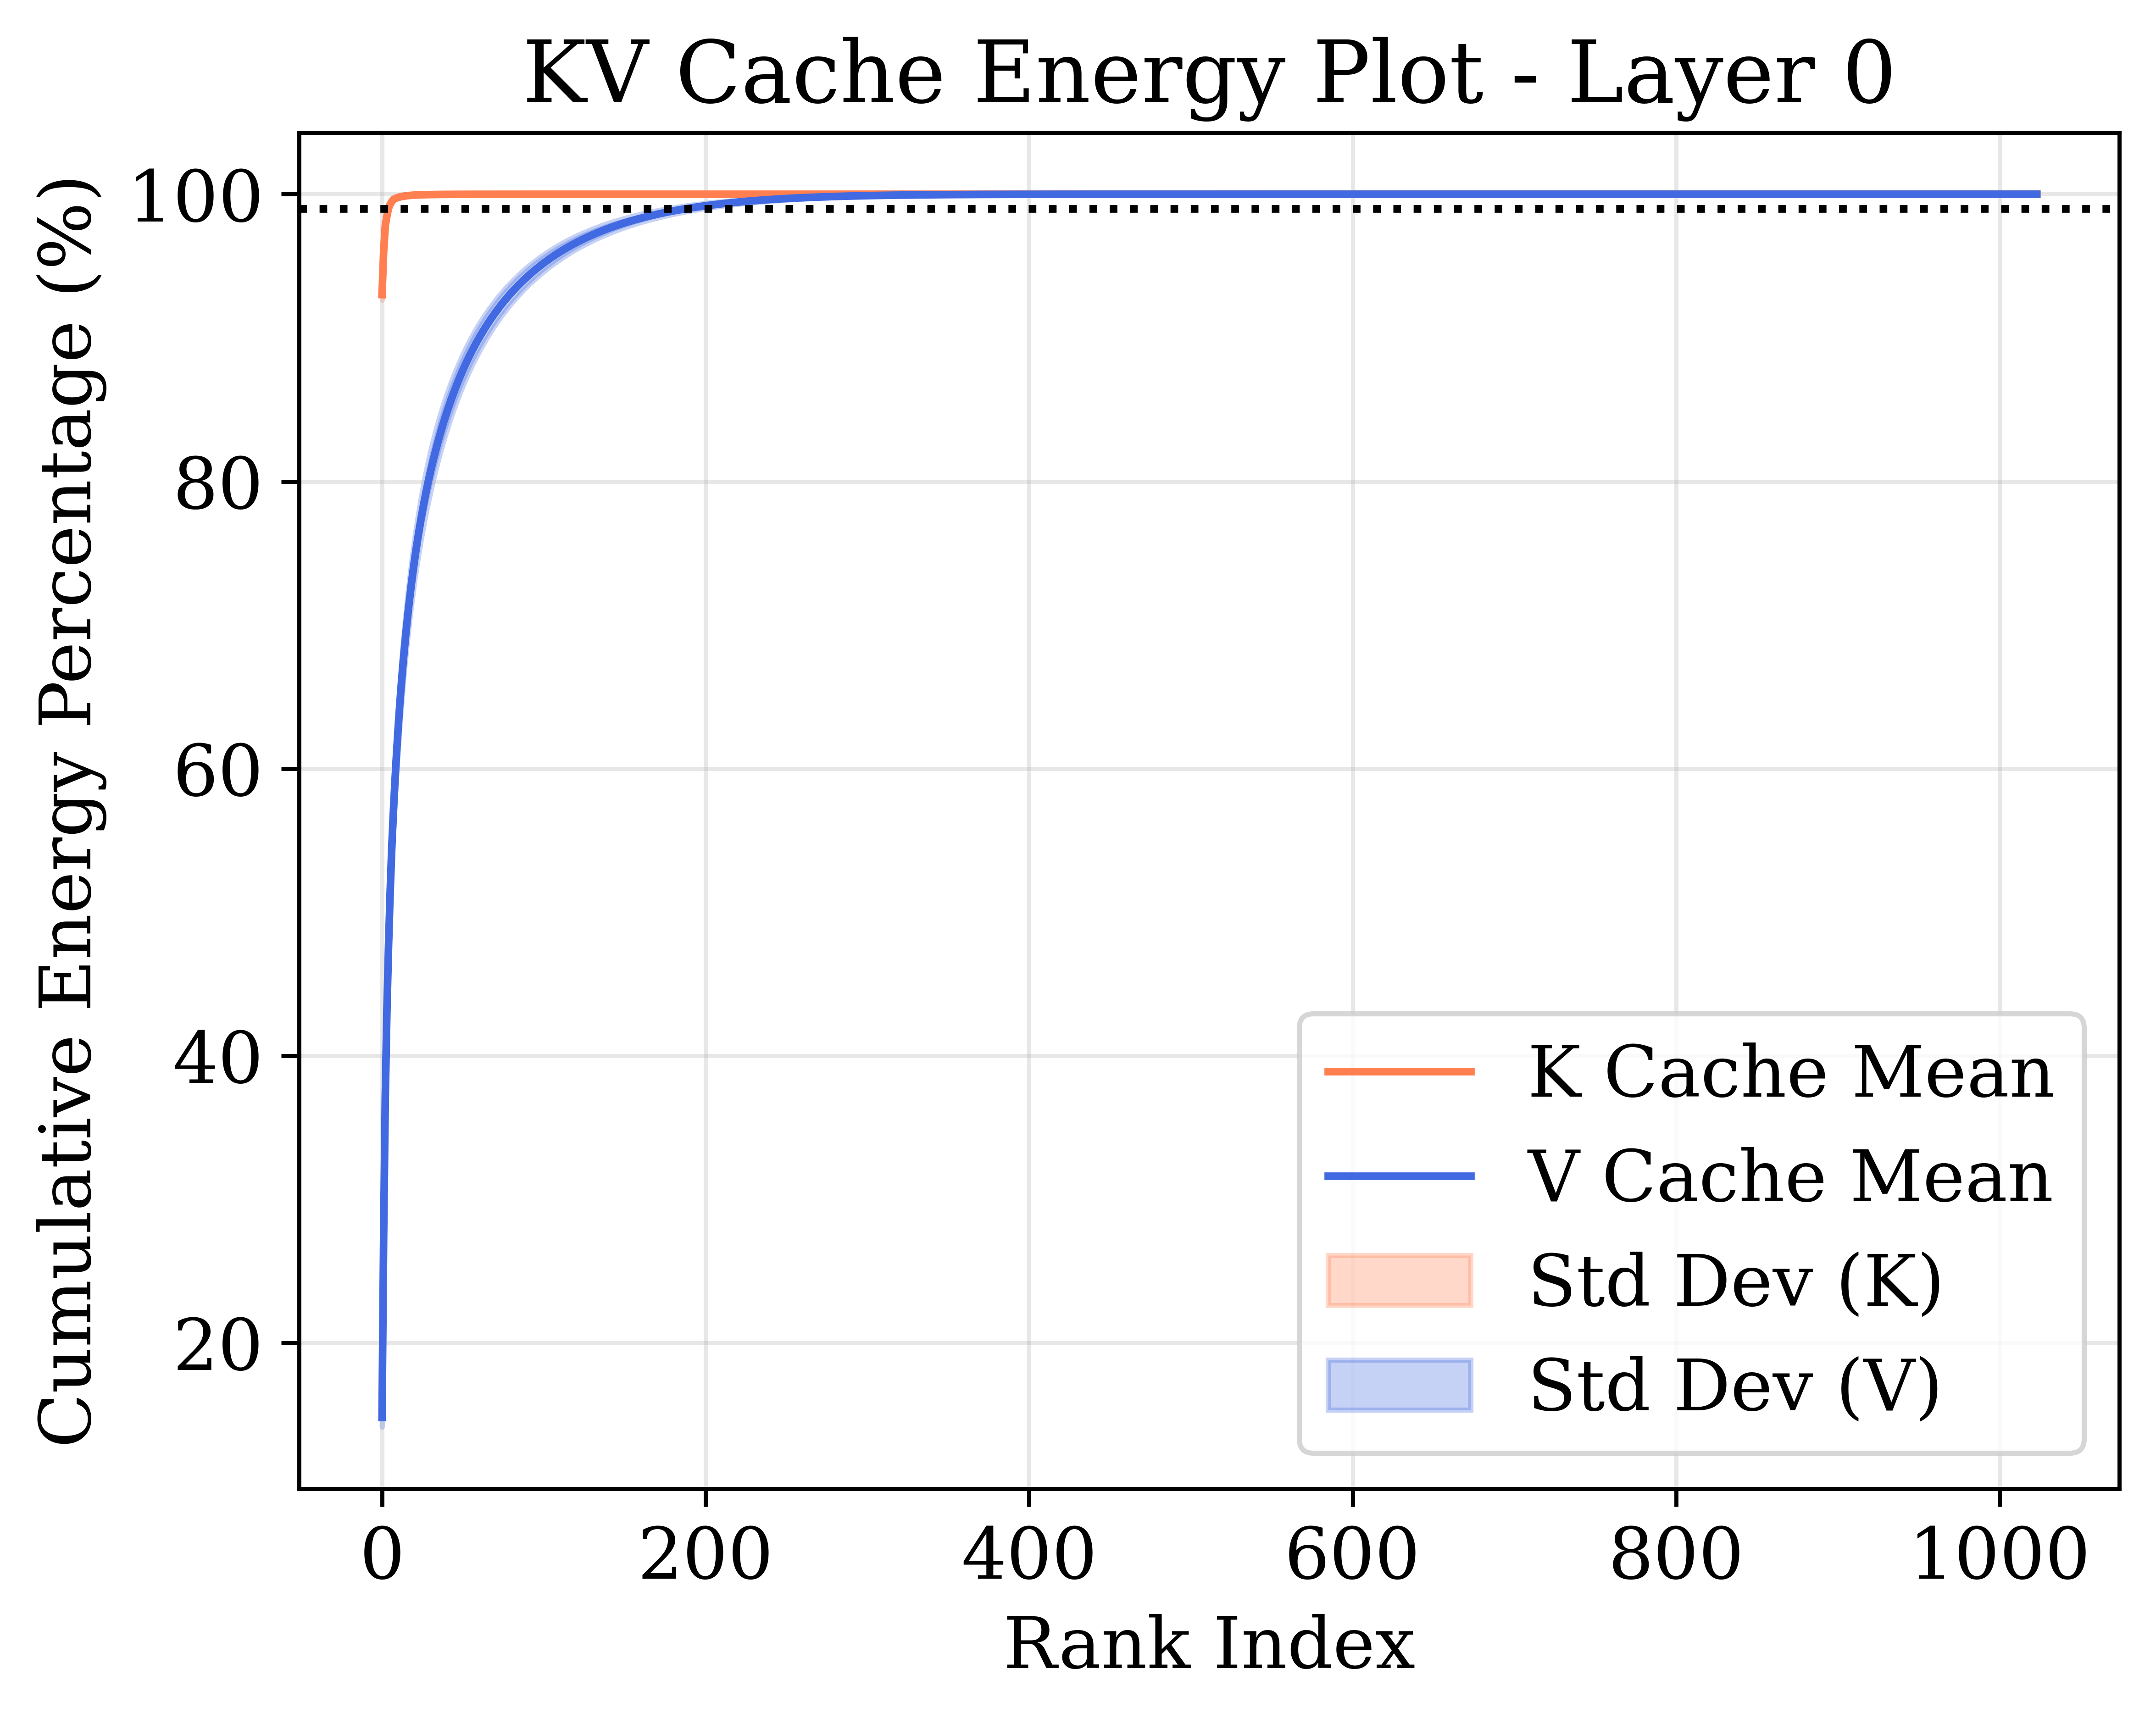 KV Cache Energy Plot - Layer 0
Cumulative Energy Percentage (%)
100
80
60
40
20
K Cache Mean
V Cache Mean
Std Dev (K)
Std Dev (V)
0 200 400 600 800 1000
Rank Index